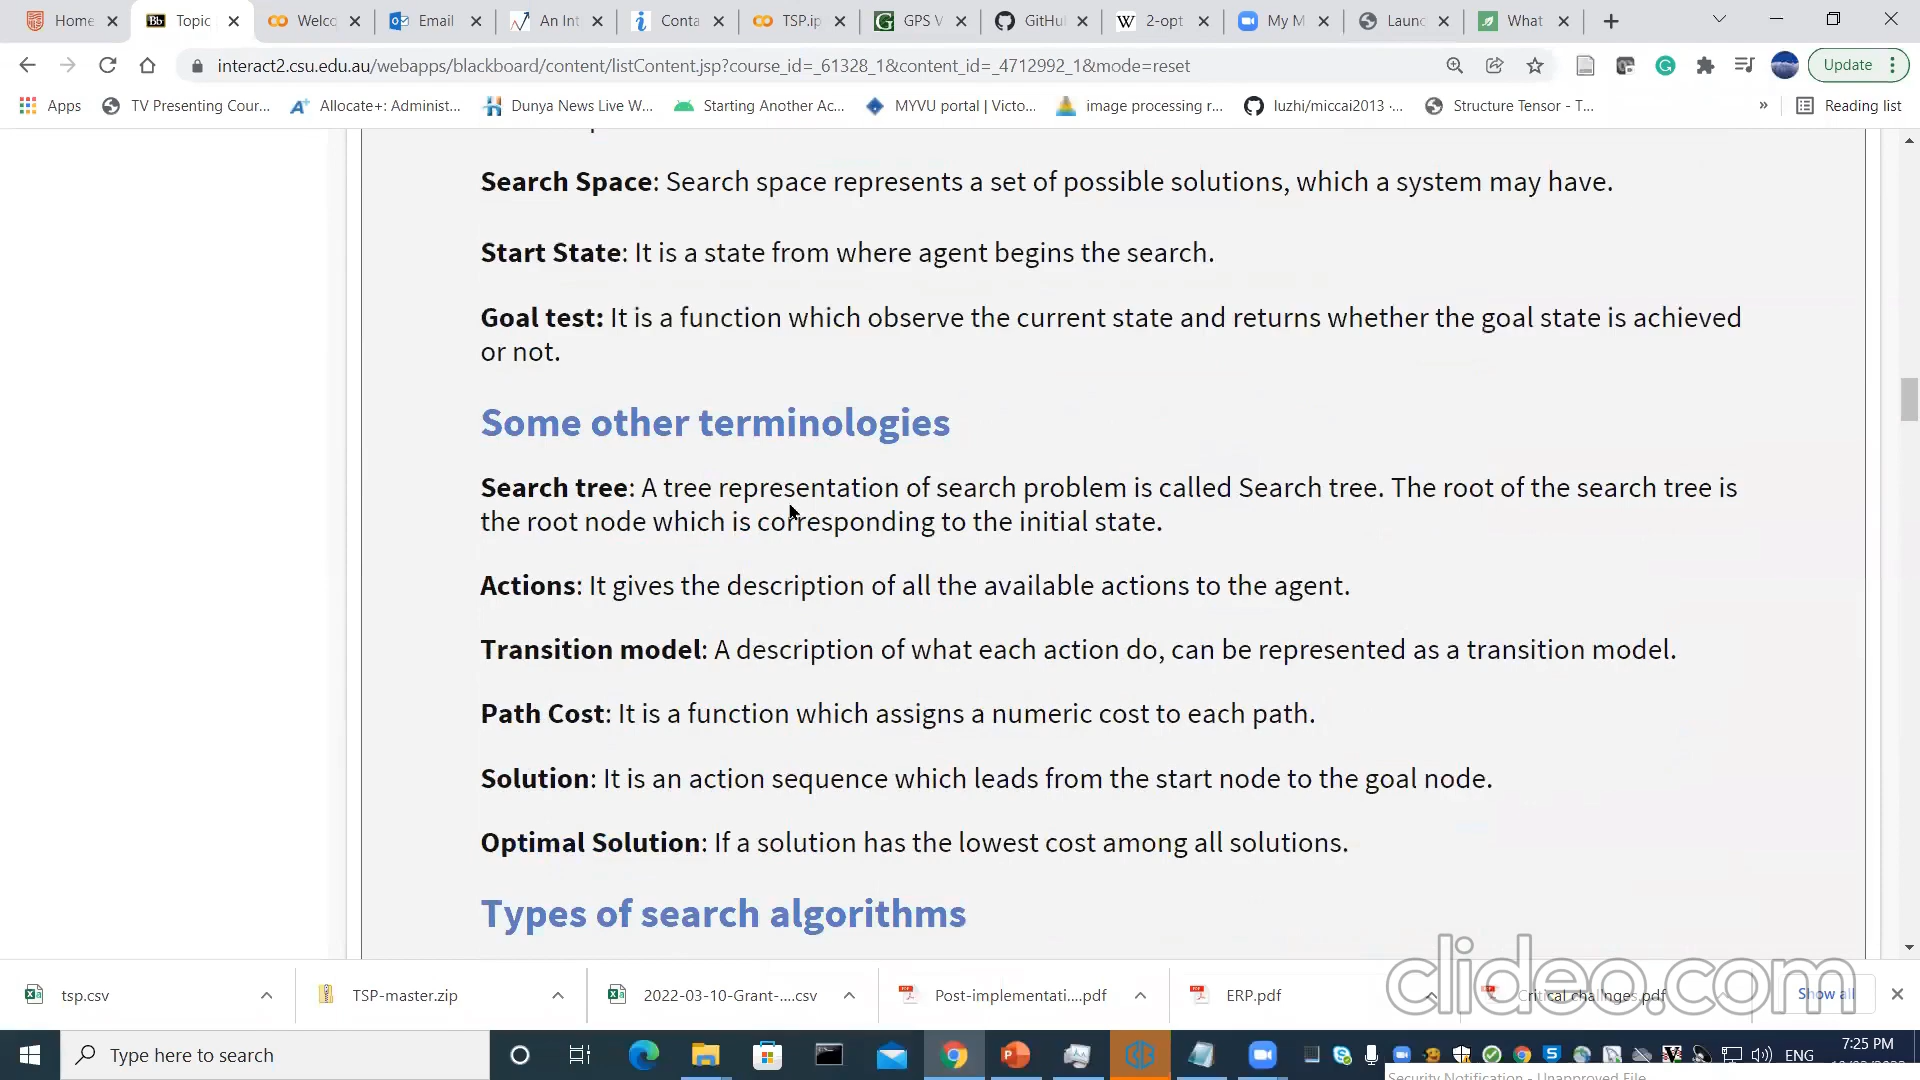 Home
Topic
Welco
Email
An Int
Conta
TSP.ip
GPS V
GitHu
2-opt
My M
Launc
What
interact2.csu.edu.au/webapps/blackboard/content/listContent.jsp?course_id=_61328_1&content_id=_4712992_1&mode=reset
Update
Apps
TV Presenting Cour...
Allocate+: Administ...
Dunya News Live W...
Starting Another Ac...
MYVU portal | Victo...
image processing r...
luzhi/miccai2013 ·...
Structure Tensor - T...
»
Reading list
Search Space: Search space represents a set of possible solutions, which a system may have.
Start State: It is a state from where agent begins the search.
Goal test: It is a function which observe the current state and returns whether the goal state is achieved
or not.
Some other terminologies
Search tree: A tree representation of search problem is called Search tree. The root of the search tree is
the root node which is corresponding to the initial state.
Actions: It gives the description of all the available actions to the agent.
Transition model: A description of what each action do, can be represented as a transition model.
Path Cost: It is a function which assigns a numeric cost to each path.
Solution: It is an action sequence which leads from the start node to the goal node.
Optimal Solution: If a solution has the lowest cost among all solutions.
Types of search algorithms
clideo.com
tsp.csv
TSP-master.zip
2022-03-10-Grant-....csv
Post-implementati....pdf
ERP.pdf
Critical challnges.pdf
Show all
Type here to search
ENG
7:25 PM
Security Notification - Unapproved File